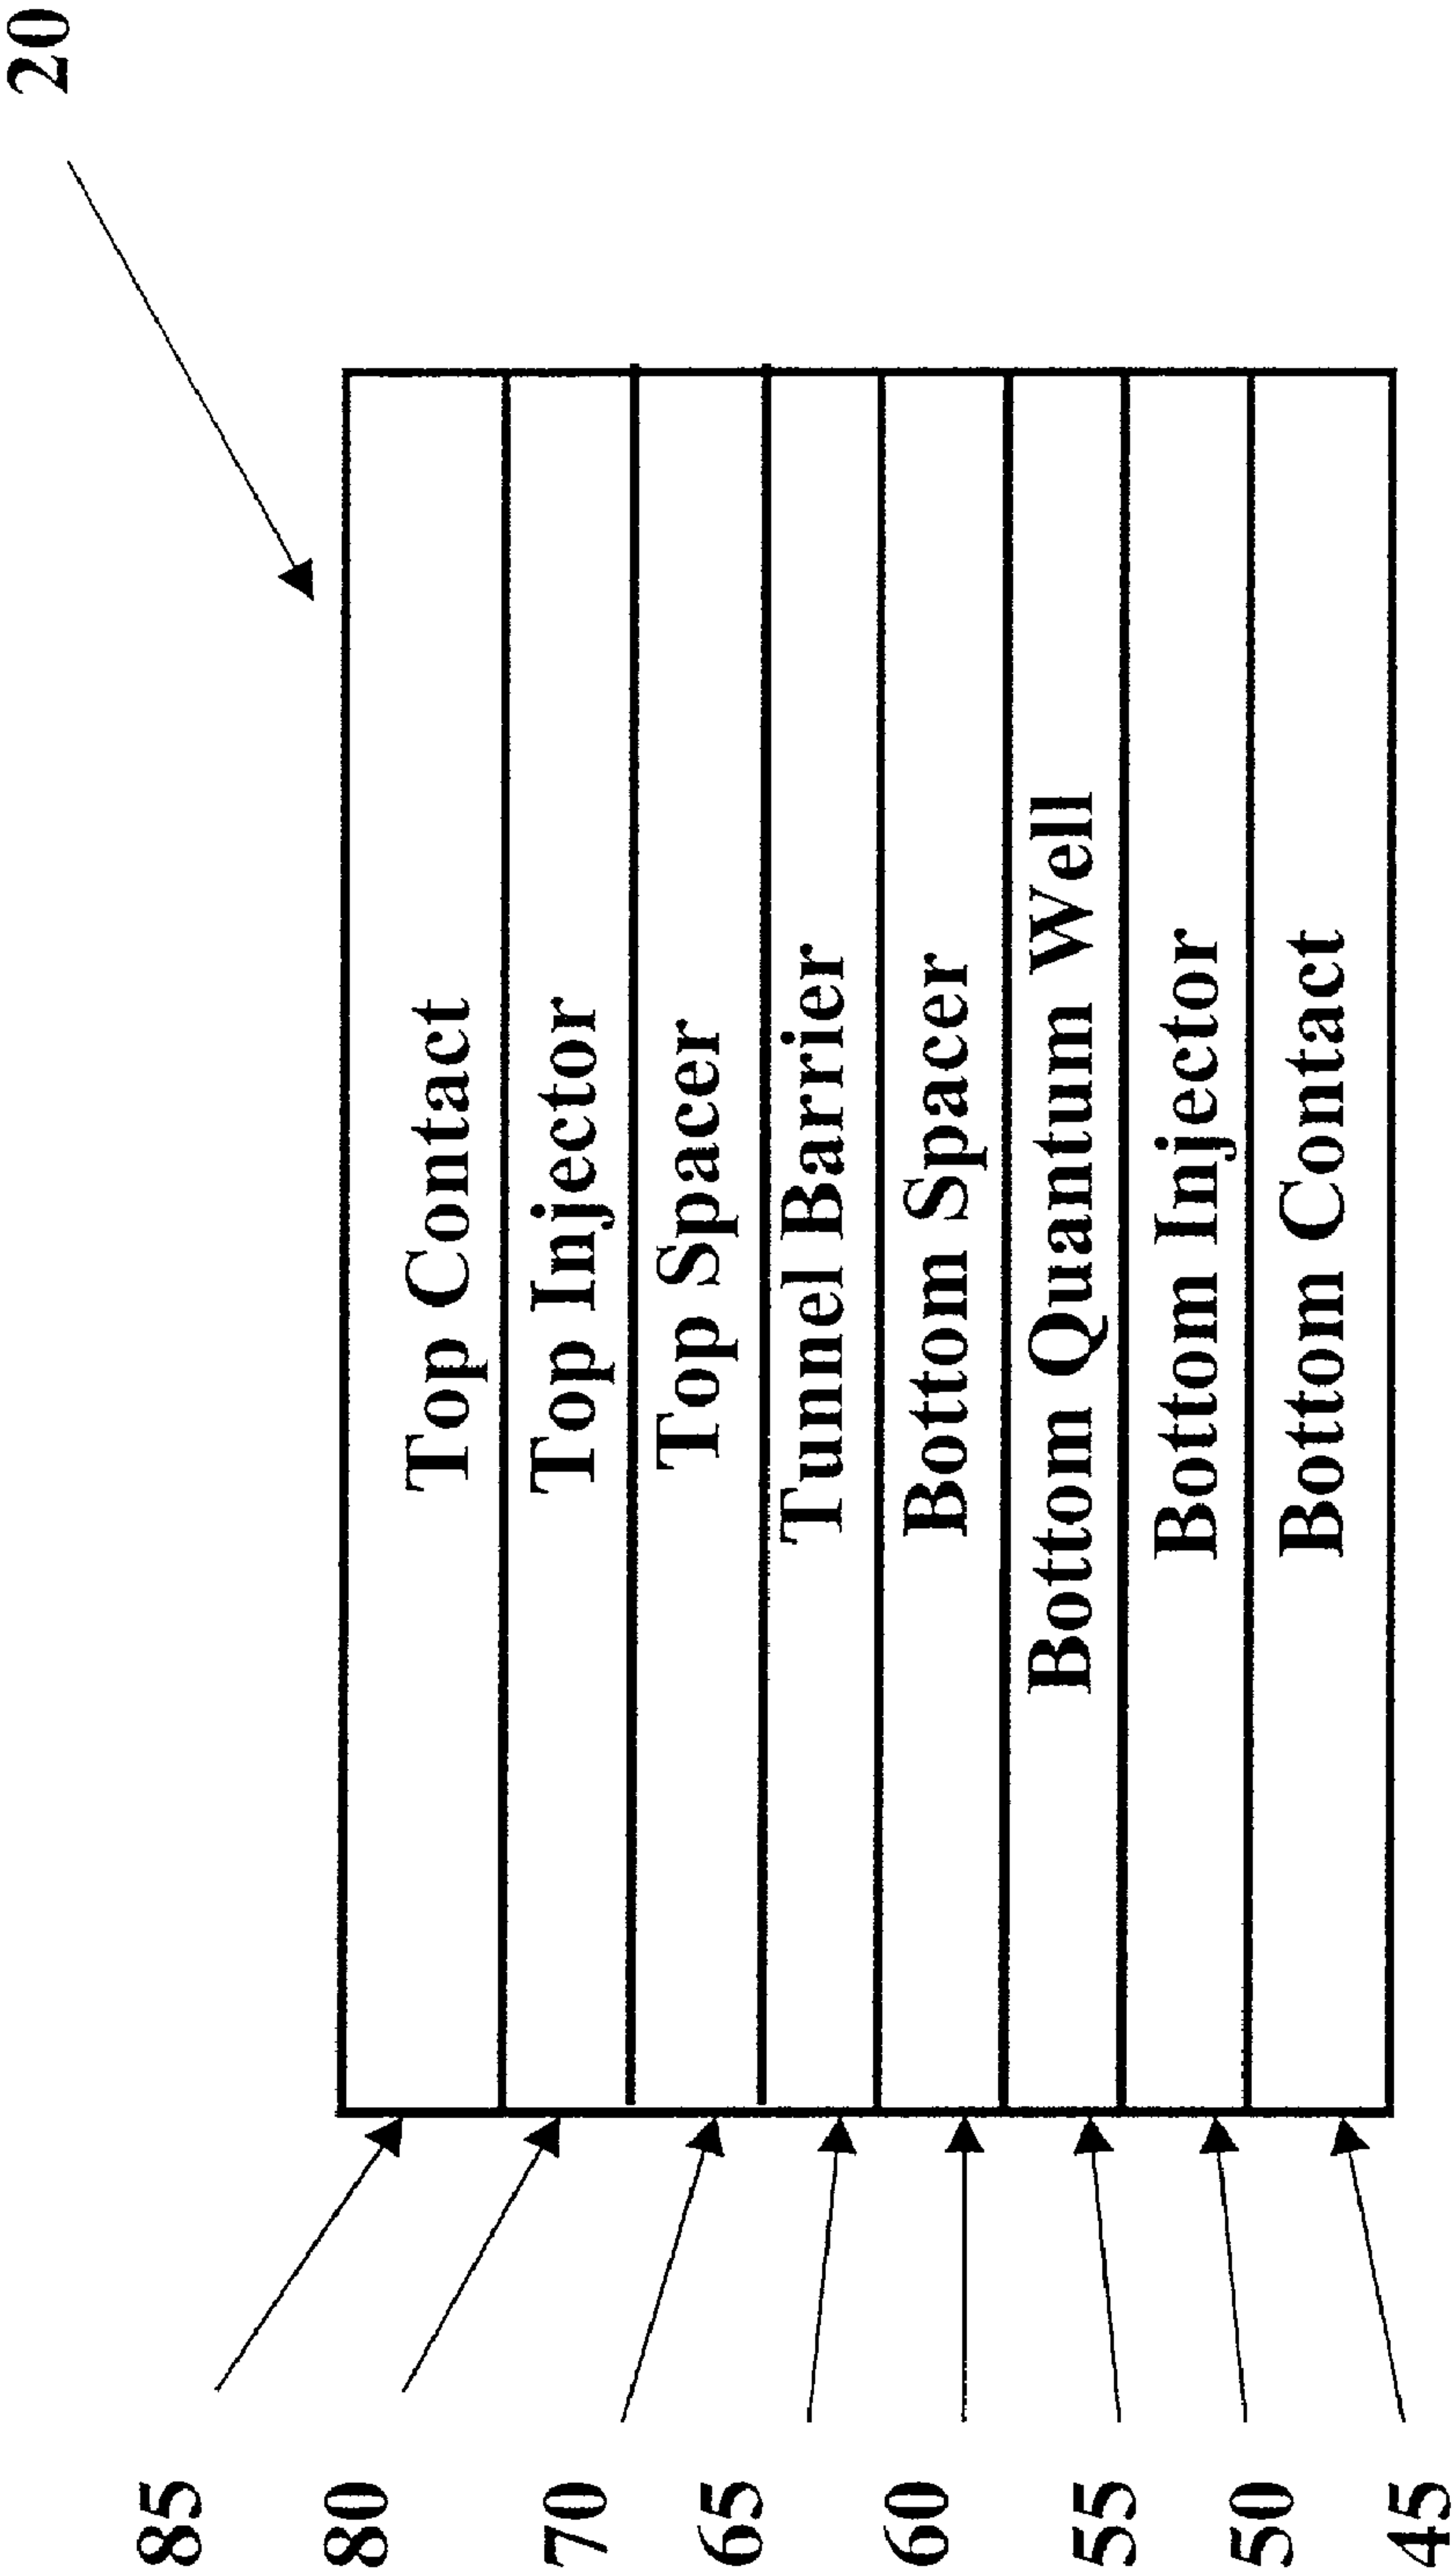 20
85 Top Contact
80 Top Injector
70 Top Spacer
65 Tunnel Barrier
60 Bottom Spacer
55 Bottom Quantum Well
50 Bottom Injector
45 Bottom Contact